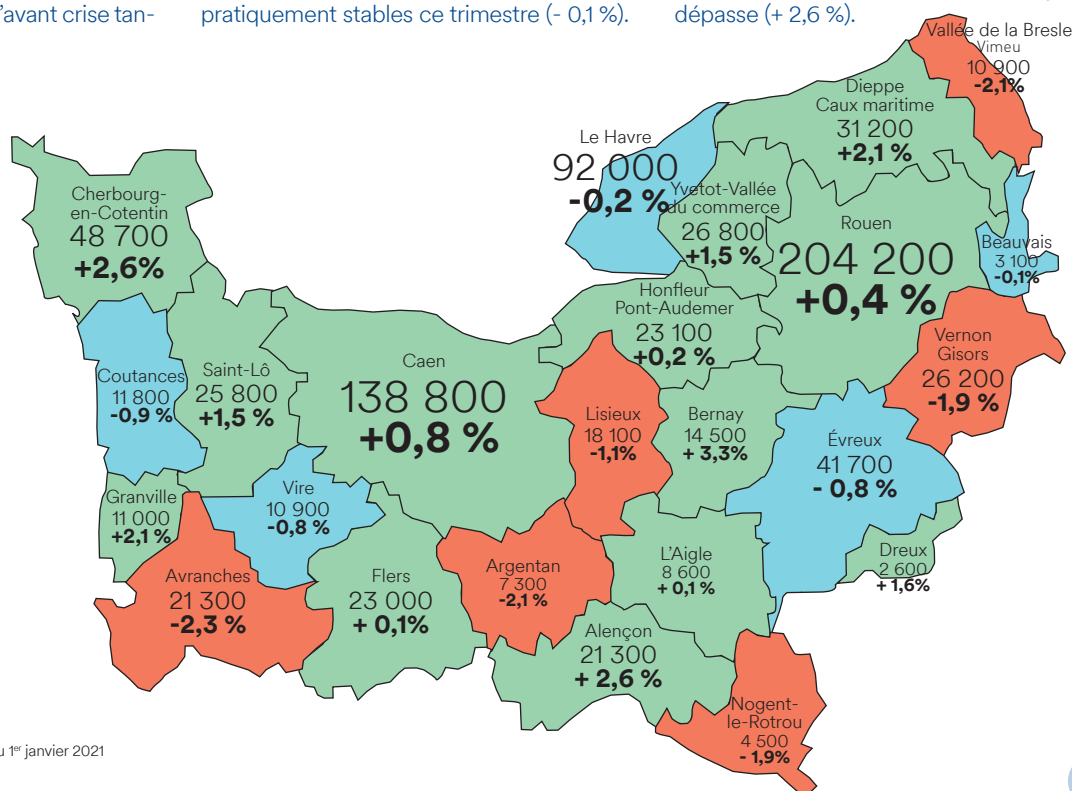 'avant crise tan-
pratiquement stables ce trimestre (- 0,1 %).
dépasse (+ 2,6 %).
Vallée de la Bresle
Vimeu
10 900
-2,1%
Dieppe
Caux maritime
31 200
+2,1 %
Le Havre
92 000
-0,2 %
Yvetot-Vallée
du commerce
26 800
+1,5 %
Rouen
204 200
+0,4 %
Beauvais
3 100
-0,1%
Cherbourg-
en-Cotentin
48 700
+2,6%
Honfleur
Pont-Audemer
23 100
+0,2 %
Vernon
Gisors
26 200
-1,9 %
Coutances
11 800
-0,9 %
Saint-Lô
25 800
+1,5 %
Caen
138 800
+0,8 %
Lisieux
18 100
-1,1%
Bernay
14 500
+ 3,3%
Évreux
41 700
- 0,8 %
Granville
11 000
+2,1 %
Vire
10 900
-0,8 %
Avranches
21 300
-2,3 %
Flers
23 000
+ 0,1%
Argentan
7 300
-2,1 %
L'Aigle
8 600
+ 0,1 %
Dreux
2 600
+ 1,6%
Alençon
21 300
+ 2,6 %
Nogent-
le-Rotrou
4 500
- 1,9%
u 1er janvier 2021